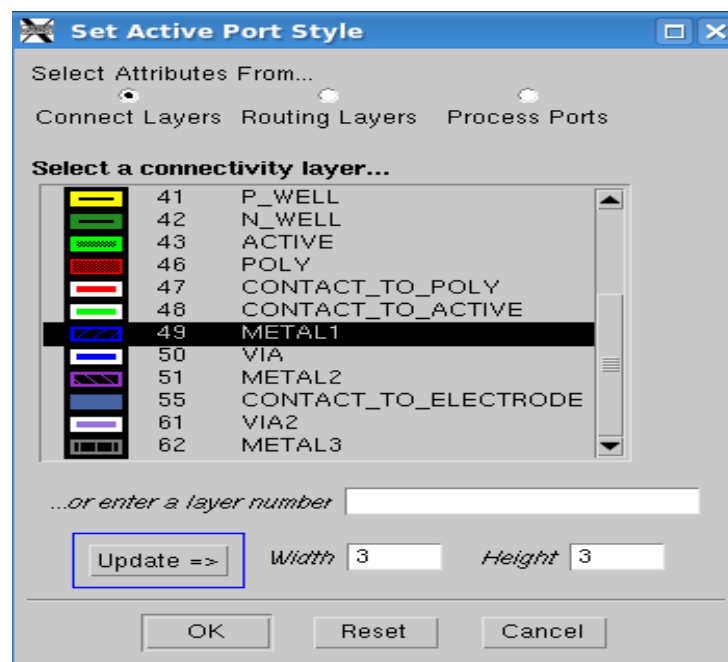 Set Active Port Style
Select Attributes From...
Connect Layers Routing Layers Process Ports
Select a connectivity layer...
41 P_WELL
42 N_WELL
43 ACTIVE
46 POLY
47 CONTACT_TO_POLY
48 CONTACT_TO_ACTIVE
49 METAL1
50 VIA
51 METAL2
55 CONTACT_TO_ELECTRODE
61 VIA2
62 METAL3
...or enter a layer number
Update => Width 3 Height 3
OK Reset Cancel